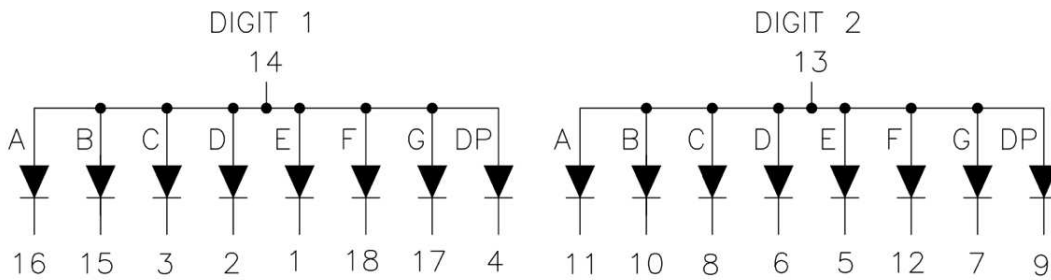 DIGIT 1 DIGIT 2
14 13
A B C D E F G DP A B C D E F G DP
16 15 3 2 1 18 17 4 11 10 8 6 5 12 7 9